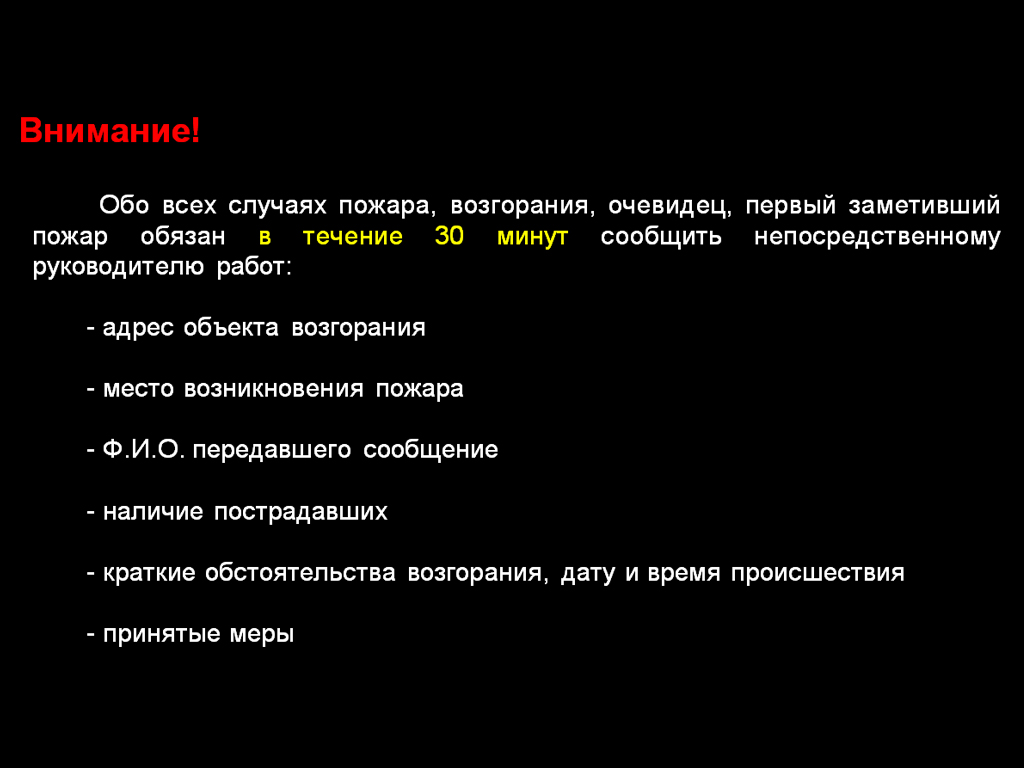 Внимание!
Обо всех случаях пожара, возгорания, очевидец, первый заметивший
пожар обязан в течение 30 минут сообщить непосредственному
руководителю работ:
- адрес объекта возгорания
- место возникновения пожара
- Ф.И.О. передавшего сообщение
- наличие пострадавших
- краткие обстоятельства возгорания, дату и время происшествия
- принятые меры